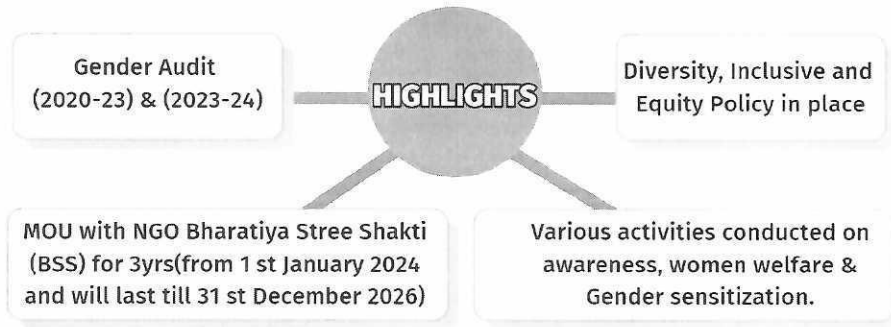 Gender Audit
(2020-23) & (2023-24)
HIGHLIGHTS
Diversity, Inclusive and
Equity Policy in place
MOU with NGO Bharatiya Stree Shakti
(BSS) for 3yrs(from 1 st January 2024
and will last till 31 st December 2026)
Various activities conducted on
awareness, women welfare &
Gender sensitization.